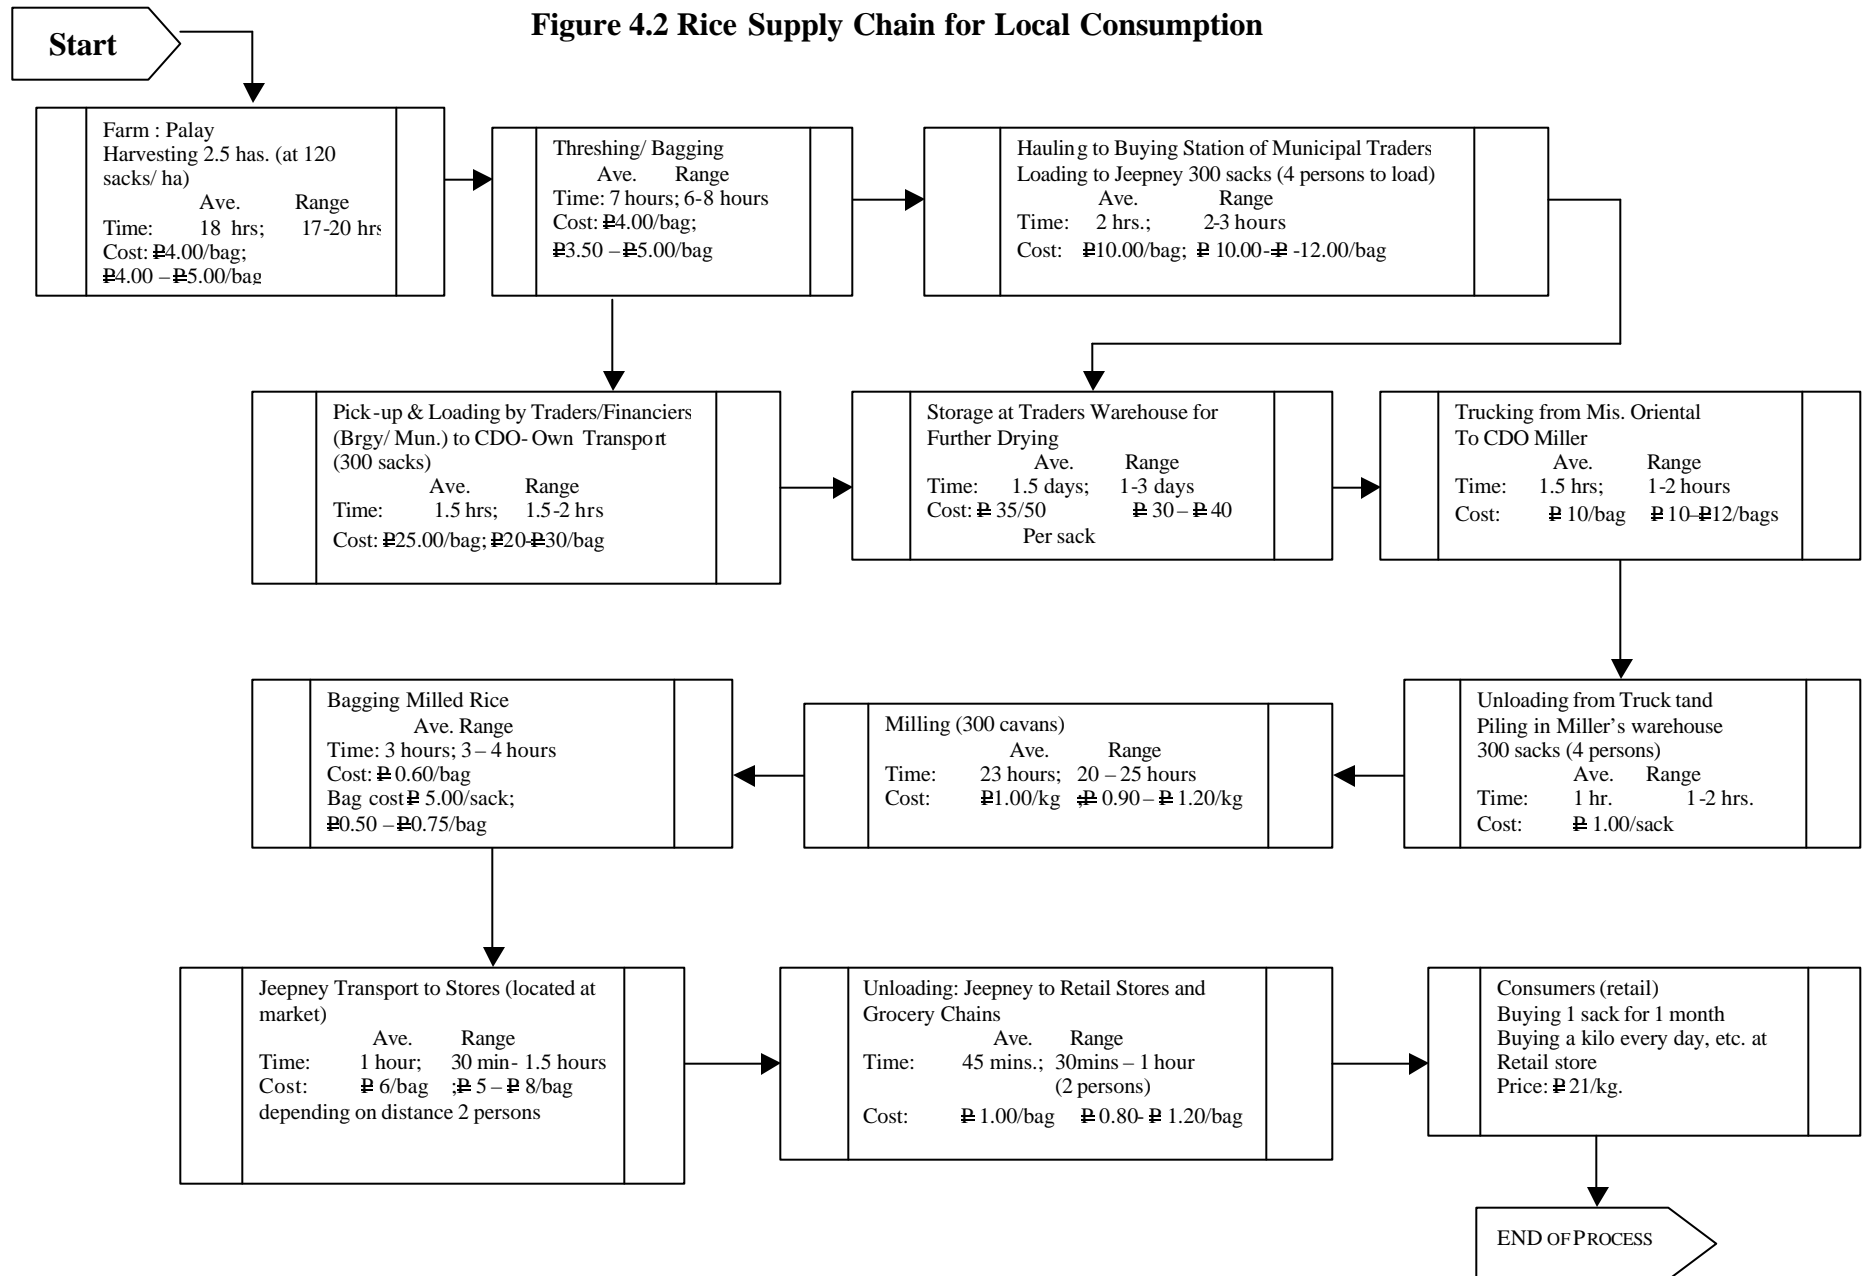 Figure 4.2 Rice Supply Chain for Local Consumption
Start
Farm : Palay
Harvesting 2.5 has. (at 120
sacks/ ha)
Ave. Range
Time: 18 hrs; 17-20 hrs
Cost: ₱4.00/bag;
₱4.00 – ₱5.00/bag
Threshing/ Bagging
Ave. Range
Time: 7 hours; 6-8 hours
Cost: ₱4.00/bag;
₱3.50 – ₱5.00/bag
Hauling to Buying Station of Municipal Traders
Loading to Jeepney 300 sacks (4 persons to load)
Ave. Range
Time: 2 hrs.; 2-3 hours
Cost: ₱10.00/bag; ₱ 10.00-₱ -12.00/bag
Pick-up & Loading by Traders/Financiers
(Brgy/ Mun.) to CDO- Own Transport
(300 sacks)
Ave. Range
Time: 1.5 hrs; 1.5-2 hrs
Cost: ₱25.00/bag; ₱20-₱30/bag
Storage at Traders Warehouse for
Further Drying
Ave. Range
Time: 1.5 days; 1-3 days
Cost: ₱ 35/50 ₱ 30 – ₱ 40
Per sack
Trucking from Mis. Oriental
To CDO Miller
Ave. Range
Time: 1.5 hrs; 1-2 hours
Cost: ₱ 10/bag ₱ 10–₱12/bags
Bagging Milled Rice
Ave. Range
Time: 3 hours; 3 – 4 hours
Cost: ₱ 0.60/bag
Bag cost ₱ 5.00/sack;
₱0.50 – ₱0.75/bag
Milling (300 cavans)
Ave. Range
Time: 23 hours; 20 – 25 hours
Cost: ₱1.00/kg ;₱ 0.90 – ₱ 1.20/kg
Unloading from Truck tand
Piling in Miller's warehouse
300 sacks (4 persons)
Ave. Range
Time: 1 hr. 1-2 hrs.
Cost: ₱ 1.00/sack
Jeepney Transport to Stores (located at
market)
Ave. Range
Time: 1 hour; 30 min- 1.5 hours
Cost: ₱ 6/bag ;₱ 5 – ₱ 8/bag
depending on distance 2 persons
Unloading: Jeepney to Retail Stores and
Grocery Chains
Ave. Range
Time: 45 mins.; 30mins – 1 hour
(2 persons)
Cost: ₱ 1.00/bag ₱ 0.80- ₱ 1.20/bag
Consumers (retail)
Buying 1 sack for 1 month
Buying a kilo every day, etc. at
Retail store
Price: ₱ 21/kg.
END OF PROCESS